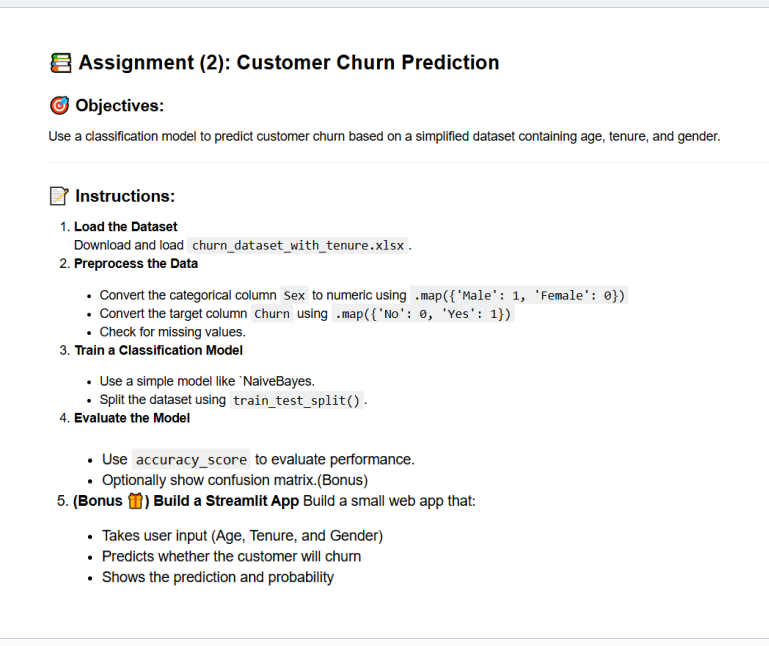 📚 Assignment (2): Customer Churn Prediction
🎯 Objectives:
Use a classification model to predict customer churn based on a simplified dataset containing age, tenure, and gender.
📝 Instructions:
1. Load the Dataset
Download and load churn_dataset_with_tenure.xlsx.
2. Preprocess the Data
• Convert the categorical column Sex to numeric using .map({'Male': 1, 'Female': 0})
• Convert the target column Churn using .map({'No': 0, 'Yes': 1})
• Check for missing values.
3. Train a Classification Model
• Use a simple model like `NaiveBayes.
• Split the dataset using train_test_split().
4. Evaluate the Model
• Use accuracy_score to evaluate performance.
• Optionally show confusion matrix.(Bonus)
5. (Bonus 🎁) Build a Streamlit App Build a small web app that:
• Takes user input (Age, Tenure, and Gender)
• Predicts whether the customer will churn
• Shows the prediction and probability